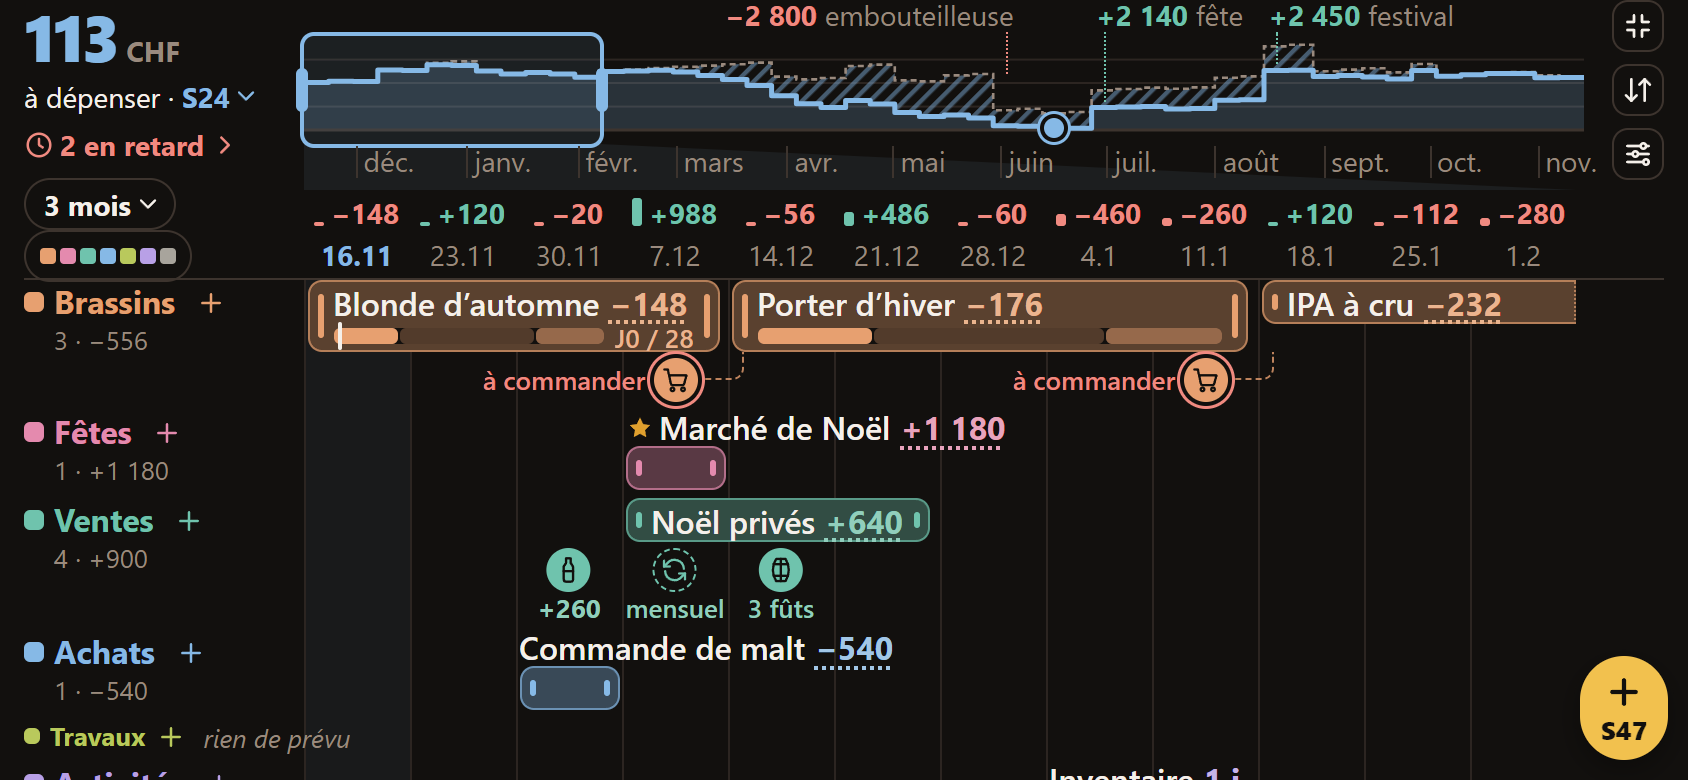 113 CHF
à dépenser · S24
2 en retard
3 mois
−2 800 embouteilleuse
+2 140 fête
+2 450 festival
déc. janv. févr. mars avr. mai juin juil. août sept. oct. nov.
−148 +120 −20 +988 −56 +486 −60 −460 −260 +120 −112 −280
16.11 23.11 30.11 7.12 14.12 21.12 28.12 4.1 11.1 18.1 25.1 1.2
Brassins +
3 · −556
Blonde d’automne −148
J0 / 28
Porter d’hiver −176
IPA à cru −232
à commander
à commander
Fêtes +
1 · +1 180
Marché de Noël +1 180
Ventes +
4 · +900
Noël privés +640
+260
mensuel
3 fûts
Achats +
1 · −540
Commande de malt −540
Travaux + rien de prévu
+
S47